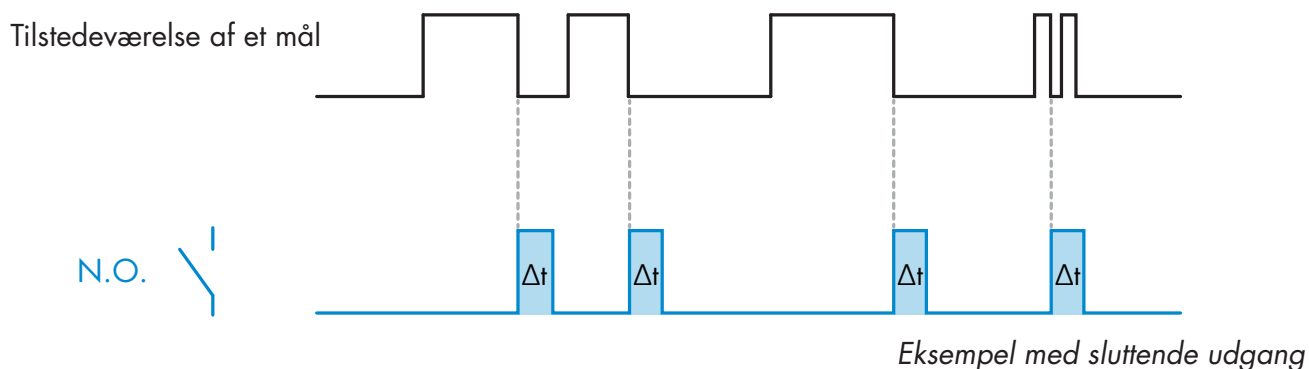 Tilstedeværelse af et mål
N.O.
Δt Δt Δt Δt
Eksempel med sluttende udgang